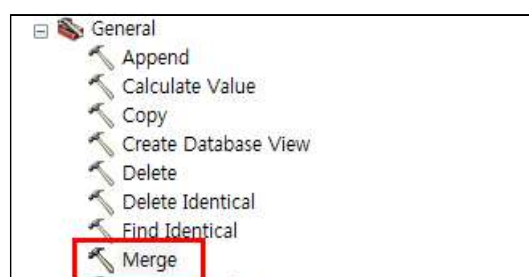 General
Append
Calculate Value
Copy
Create Database View
Delete
Delete Identical
Find Identical
Merge